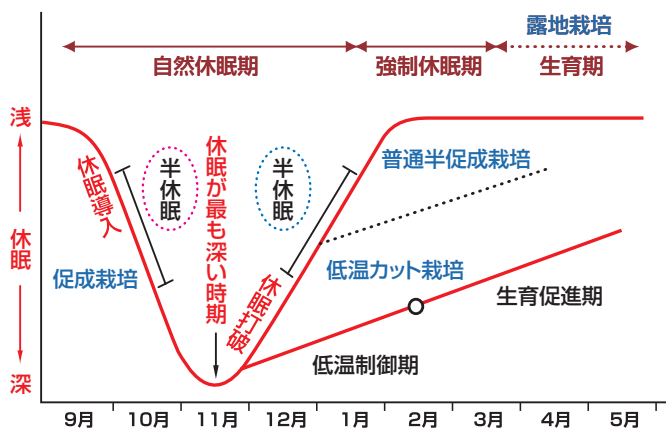 露地栽培
自然休眠期
強制休眠期
生育期
浅
休眠
深
休眠導入
半休眠
休眠が最も深い時期
半休眠
休眠打破
促成栽培
普通半促成栽培
低温カット栽培
生育促進期
低温制御期
9月 10月 11月 12月 1月 2月 3月 4月 5月